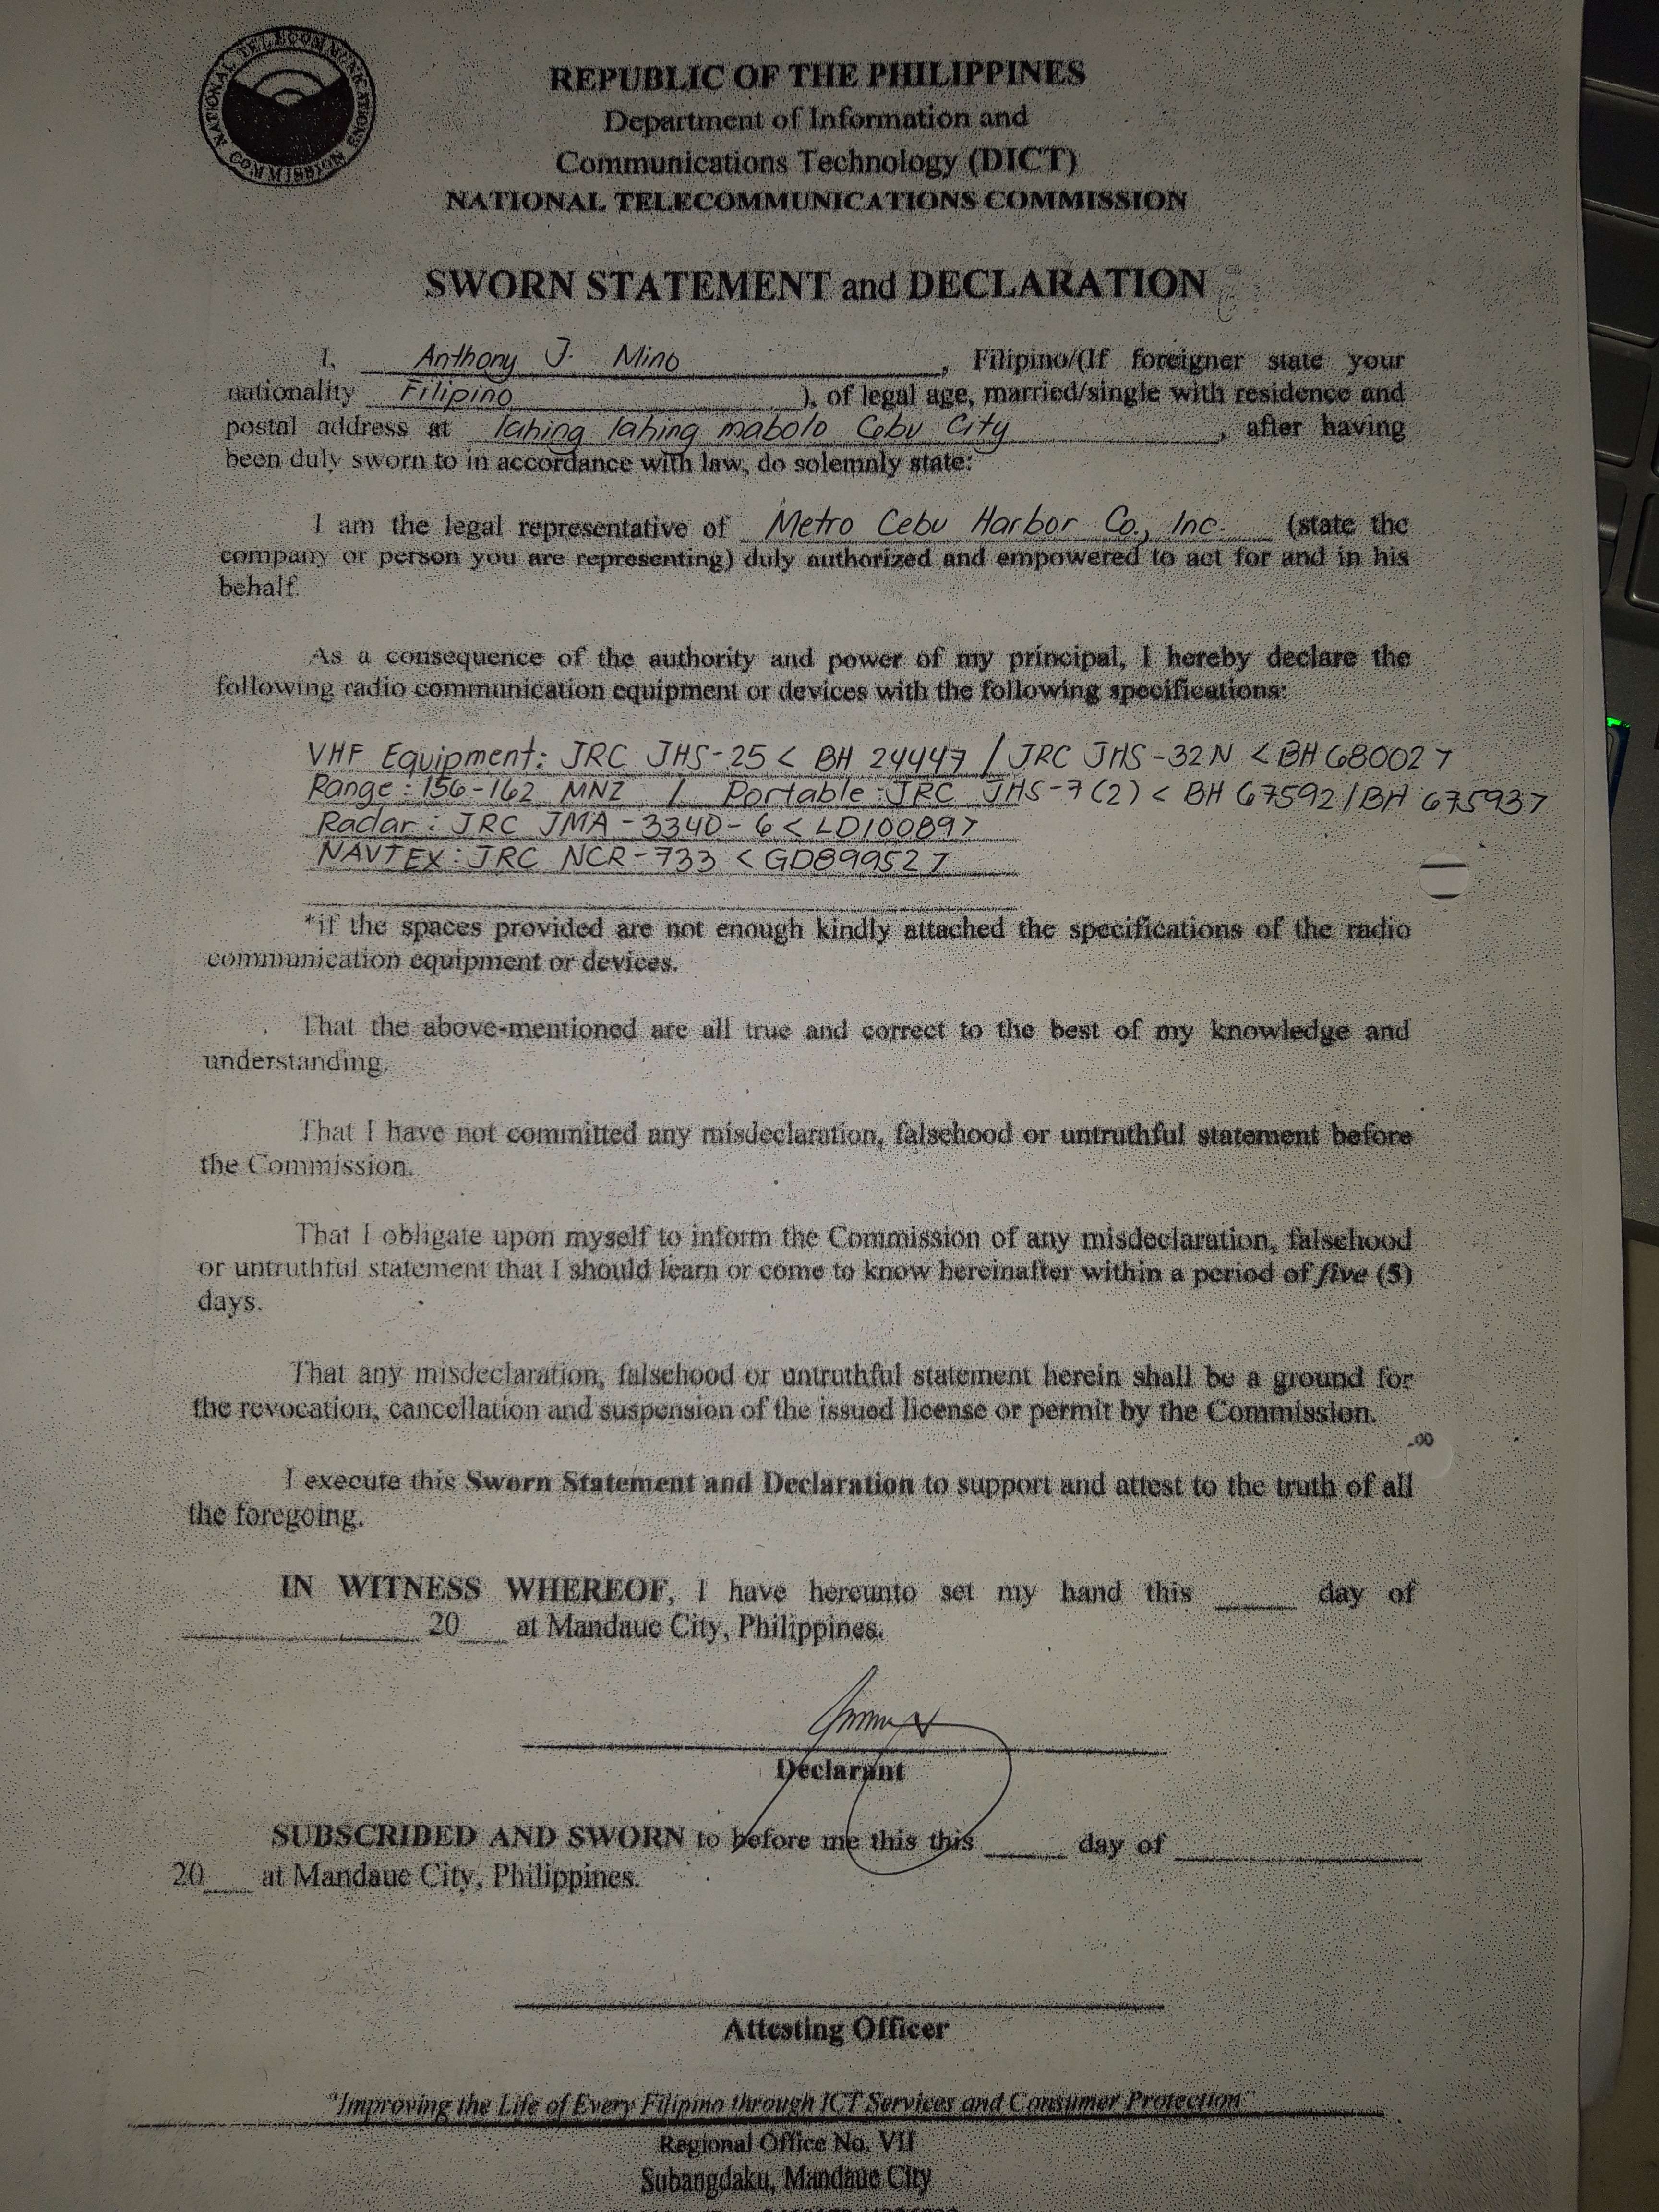 NATIONAL TELECOMMUNICATIONS COMMISSION
REPUBLIC OF THE PHILIPPINES
Department of Information and
Communications Technology (DICT)
NATIONAL TELECOMMUNICATIONS COMMISSION
SWORN STATEMENT and DECLARATION
I, Anthony J. Mino, Filipino/(If foreigner state your
nationality Filipino), of legal age, married/single with residence and
postal address at Tahing Tahing mabolo Cebu City, after having
been duly sworn to in accordance with law, do solemnly state:
I am the legal representative of Metro Cebu Harbor Co., Inc. (state the
company or person you are representing) duly authorized and empowered to act for and in his
behalf.
As a consequence of the authority and power of my principal, I hereby declare the
following radio communication equipment or devices with the following specifications:
VHF Equipment: JRC JHS-25 < BH 24447 / JRC JHS-32N < BH 68002 >
Range: 156-162 MNZ / Portable: JRC JHS-7 (2) < BH 67592 / BH 67593 >
Radar: JRC JMA-3340-6 < LD10089 >
NAVTEX: JRC NCR-733 < GD89952 >
*if the spaces provided are not enough kindly attached the specifications of the radio
communication equipment or devices.
That the above-mentioned are all true and correct to the best of my knowledge and
understanding.
That I have not committed any misdeclaration, falsehood or untruthful statement before
the Commission.
That I obligate upon myself to inform the Commission of any misdeclaration, falsehood
or untruthful statement that I should learn or come to know hereinafter within a period of five (5)
days.
That any misdeclaration, falsehood or untruthful statement herein shall be a ground for
the revocation, cancellation and suspension of the issued license or permit by the Commission.
.00
I execute this Sworn Statement and Declaration to support and attest to the truth of all
the foregoing.
IN WITNESS WHEREOF, I have hereunto set my hand this ____ day of
____ 20__ at Mandaue City, Philippines.
Declarant
SUBSCRIBED AND SWORN to before me this this ____ day of ____
20__ at Mandaue City, Philippines.
Attesting Officer
"Improving the Life of Every Filipino through ICT Services and Consumer Protection"
Regional Office No. VII
Subangdaku, Mandaue City